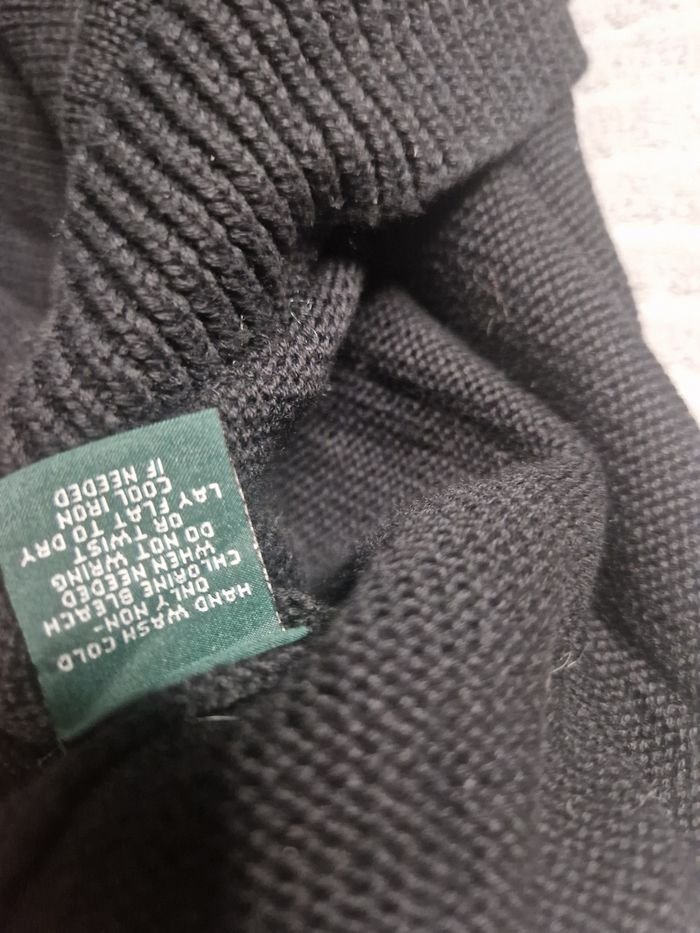 HAND WASH COLD
ONLY NON-
CHLORINE BLEACH
WHEN NEEDED
DO NOT WRING
OR TWIST
LAY FLAT TO DRY
COOL IRON
IF NEEDED